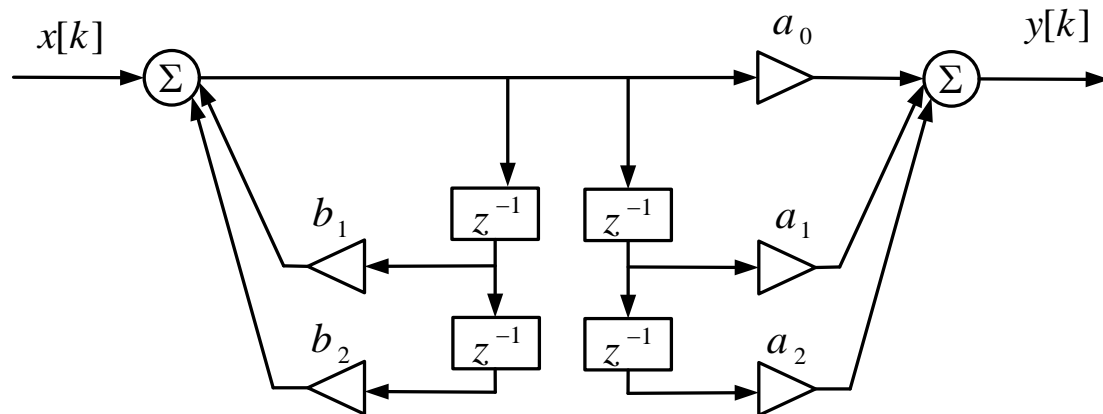 x[k]
y[k]
Σ
a₀
Σ
z⁻¹
z⁻¹
b₁
a₁
z⁻¹
z⁻¹
b₂
a₂